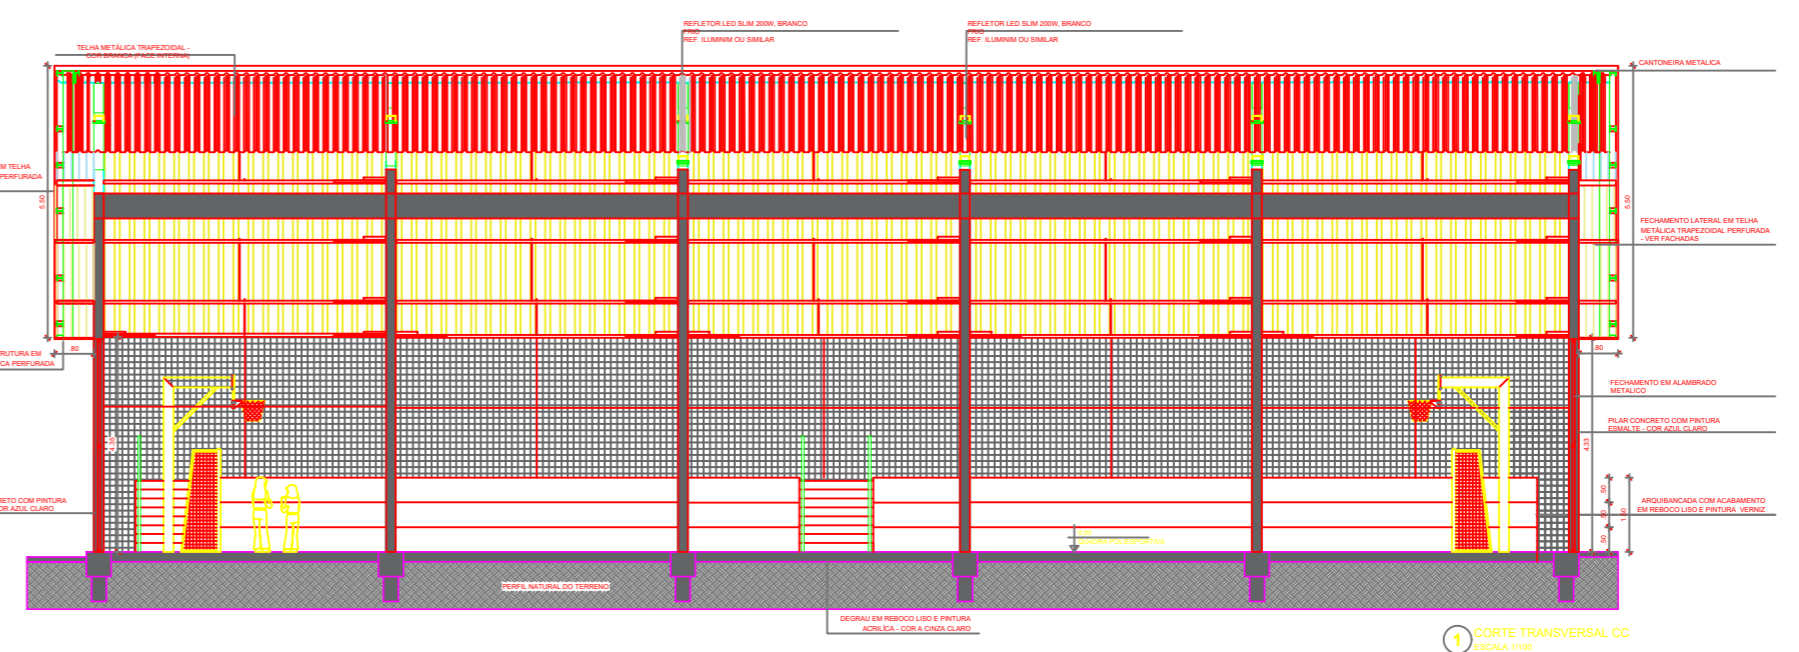 REFLETOR LED SLIM 200W, BRANCO
FRIO
REF. ILUMINIM OU SIMILAR
REFLETOR LED SLIM 200W, BRANCO
FRIO
REF. ILUMINIM OU SIMILAR
TELHA METÁLICA TRAPEZOIDAL -
COR BRANCA (FACE INTERNA)
CANTONEIRA METALICA
M TELHA
PERFURADA
5.50
5.50
FECHAMENTO LATERAL EM TELHA
METÁLICA TRAPEZOIDAL PERFURADA
- VER FACHADAS
RUTURA EM
CA PERFURADA
.80
.80
FECHAMENTO EM ALAMBRADO
METALICO
PILAR CONCRETO COM PINTURA
ESMALTE - COR AZUL CLARO
4.33
RETO COM PINTURA
OR AZUL CLARO
.50
.50
.50
ARQUIBANCADA COM ACABAMENTO
EM REBOCO LISO E PINTURA VERNIZ
QUADRA POLIESPORTIVA
PERFIL NATURAL DO TERRENO
DEGRAU EM REBOCO LISO E PINTURA
ACRILÍCA - COR A CINZA CLARO
1 CORTE TRANSVERSAL CC
ESCALA 1/100